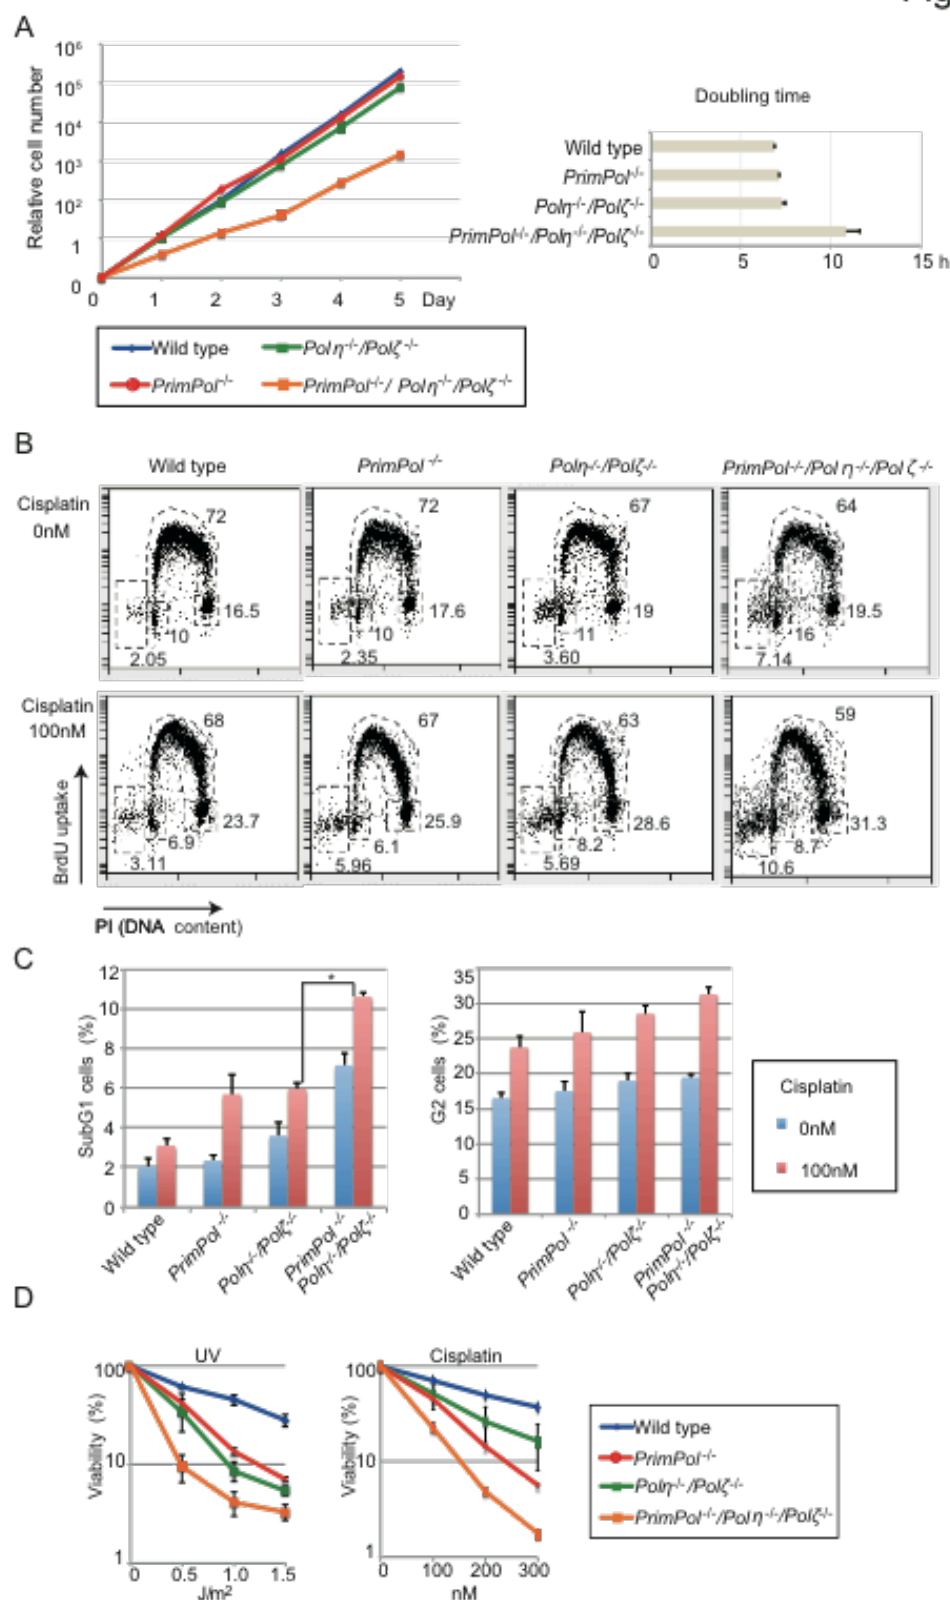 Fig
A
Relative cell number
10⁶
10⁵
10⁴
10³
10²
1
0
0 1 2 3 4 5 Day
Doubling time
Wild type
PrimPol⁻/⁻
Polη⁻/⁻/Polζ⁻/⁻
PrimPol⁻/⁻/Polη⁻/⁻/Polζ⁻/⁻
0 5 10 15 h
Wild type Pol η⁻/⁻/Polζ⁻/⁻
PrimPol⁻/⁻ PrimPol⁻/⁻/ Polη⁻/⁻/Polζ⁻/⁻
B
Wild type PrimPol⁻/⁻ Polη⁻/⁻/Polζ⁻/⁻ PrimPol⁻/⁻/Pol η⁻/⁻/Pol ζ⁻/⁻
Cisplatin
0nM
72 72 67 64
16.5 17.6 19 19.5
10 10 11 16
2.05 2.35 3.60 7.14
Cisplatin
100nM
68 67 63 59
23.7 25.9 28.6 31.3
6.9 6.1 8.2 8.7
3.11 5.96 5.69 10.6
BrdU uptake
PI (DNA content)
C
SubG1 cells (%)
12
10
8
6
4
2
0
*
Wild type
PrimPol⁻/⁻
Polη⁻/⁻/Polζ⁻/⁻
PrimPol⁻/⁻
Polη⁻/⁻/Polζ⁻/⁻
G2 cells (%)
35
30
25
20
15
10
5
0
Wild type
PrimPol⁻/⁻
Polη⁻/⁻/Polζ⁻/⁻
PrimPol⁻/⁻
Polη⁻/⁻/Polζ⁻/⁻
Cisplatin
0nM
100nM
D
UV
Viability (%)
100
10
1
0 0.5 1.0 1.5
J/m²
Cisplatin
Viability (%)
100
10
1
0 100 200 300
nM
Wild type
PrimPol⁻/⁻
Polη⁻/⁻/Polζ⁻/⁻
PrimPol⁻/⁻/Pol η⁻/⁻/Polζ⁻/⁻